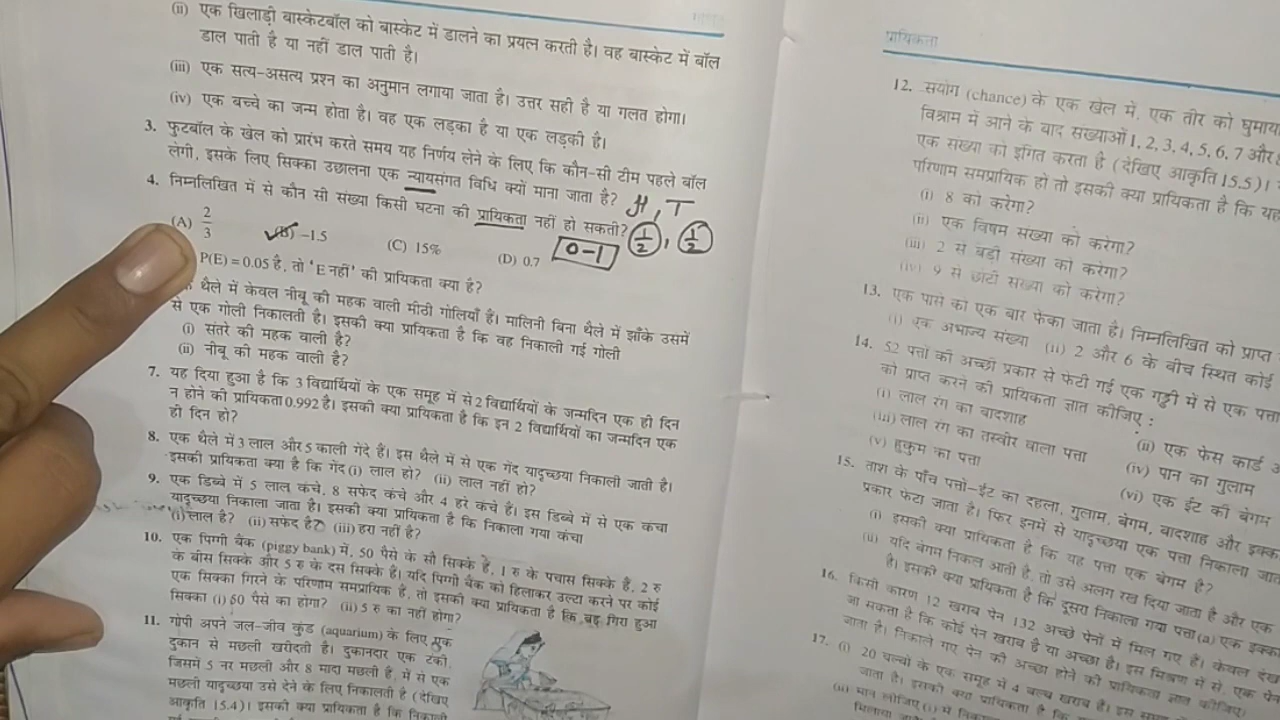 (ii) एक खिलाड़ी बास्केटबॉल को बास्केट में डालने का प्रयत्न करती है। वह बास्केट में बॉल
डाल पाती है या नहीं डाल पाती है।
(iii) एक सत्य-असत्य प्रश्न का अनुमान लगाया जाता है। उत्तर सही है या गलत होगा।
(iv) एक बच्चे का जन्म होता है। वह एक लड़का है या एक लड़की है।
3. फुटबॉल के खेल को प्रारंभ करते समय यह निर्णय लेने के लिए कि कौन-सी टीम पहले बॉल
लेगी, इसके लिए सिक्का उछालना एक न्यायसंगत विधि क्यों माना जाता है? H, T
4. निम्नलिखित में से कौन सी संख्या किसी घटना की प्रायिकता नहीं हो सकती? 1/2, 1/2
(A) 2/3 (B) –1.5 (C) 15% (D) 0.7 0-1
P(E) = 0.05 है, तो 'E नहीं' की प्रायिकता क्या है?
थैले में केवल नीबू की महक वाली मीठी गोलियाँ हैं। मालिनी बिना थैले में झाँके उसमें
से एक गोली निकालती है। इसकी क्या प्रायिकता है कि वह निकाली गई गोली
(i) संतरे की महक वाली है?
(ii) नीबू की महक वाली है?
7. यह दिया हुआ है कि 3 विद्यार्थियों के एक समूह में से 2 विद्यार्थियों के जन्मदिन एक ही दिन
न होने की प्रायिकता 0.992 है। इसकी क्या प्रायिकता है कि इन 2 विद्यार्थियों का जन्मदिन एक
ही दिन हो?
8. एक थैले में 3 लाल और 5 काली गेंदे हैं। इस थैले में से एक गेंद यादृच्छया निकाली जाती है।
इसकी प्रायिकता क्या है कि गेंद (i) लाल हो? (ii) लाल नहीं हो?
9. एक डिब्बे में 5 लाल कंचे, 8 सफेद कंचे और 4 हरे कंचे हैं। इस डिब्बे में से एक कंचा
यादृच्छया निकाला जाता है। इसकी क्या प्रायिकता है कि निकाला गया कंचा
(i) लाल है? (ii) सफेद है? (iii) हरा नहीं है?
10. एक पिग्गी बैंक (piggy bank) में, 50 पैसे के सौ सिक्के हैं, 1 रु के पचास सिक्के हैं, 2 रु
के बीस सिक्के और 5 रु के दस सिक्के हैं। यदि पिग्गी बैंक को हिलाकर उल्टा करने पर कोई
एक सिक्का गिरने के परिणाम समप्रायिक हैं, तो इसकी क्या प्रायिकता है कि वह गिरा हुआ
सिक्का (i) 50 पैसे का होगा? (ii) 5 रु का नहीं होगा?
11. गोपी अपने जल-जीव कुंड (aquarium) के लिए एक
दुकान से मछली खरीदती है। दुकानदार एक टंकी,
जिसमें 5 नर मछली और 8 मादा मछली हैं, में से एक
मछली यादृच्छया उसे देने के लिए निकालती है (देखिए
आकृति 15.4)। इसकी क्या प्रायिकता है कि निकाली
प्रायिकता
12. संयोग (chance) के एक खेल में, एक तीर को घुमाया
विश्राम में आने के बाद संख्याओं 1, 2, 3, 4, 5, 6, 7 और
एक संख्या को इंगित करता है (देखिए आकृति 15.5)।
परिणाम समप्रायिक हो तो इसकी क्या प्रायिकता है कि यह
(i) 8 को करेगा?
(ii) एक विषम संख्या को करेगा?
(iii) 2 से बड़ी संख्या को करेगा?
(iv) 9 से छोटी संख्या को करेगा?
13. एक पासे को एक बार फेंका जाता है। निम्नलिखित को प्राप्त
(i) एक अभाज्य संख्या (ii) 2 और 6 के बीच स्थित कोई
14. 52 पत्तों की अच्छी प्रकार से फेटी गई एक गड्डी में से एक पत्ता
को प्राप्त करने की प्रायिकता ज्ञात कीजिए :
(i) लाल रंग का बादशाह (ii) एक फेस कार्ड
(iii) लाल रंग का तस्वीर वाला पत्ता (iv) पान का गुलाम
(v) हुकुम का पत्ता (vi) एक ईंट की बेगम
15. ताश के पाँच पत्तों–ईंट का दहला, गुलाम, बेगम, बादशाह और इक्का
प्रकार फेटा जाता है। फिर इनमें से यादृच्छया एक पत्ता निकाला
(i) इसकी क्या प्रायिकता है कि यह पत्ता एक बेगम है?
(ii) यदि बेगम निकल आती है, तो उसे अलग रख दिया जाता है और एक
है। इसकी क्या प्रायिकता है कि दूसरा निकाला गया पत्ता (a) एक इक्का
16. किसी कारण 12 खराब पेन 132 अच्छे पेनों में मिल गए हैं। केवल
जा सकता है कि कोई पेन खराब है या अच्छा है। इस मिश्रण में से, एक पेन
जाता है। निकाले गए पेन की अच्छा होने की प्रायिकता ज्ञात कीजिए।
17. (i) 20 बल्बों के एक समूह में 4 बल्ब खराब हैं। इस
जाता है। इसकी क्या प्रायिकता है कि
(ii) मान लीजिए (i) में